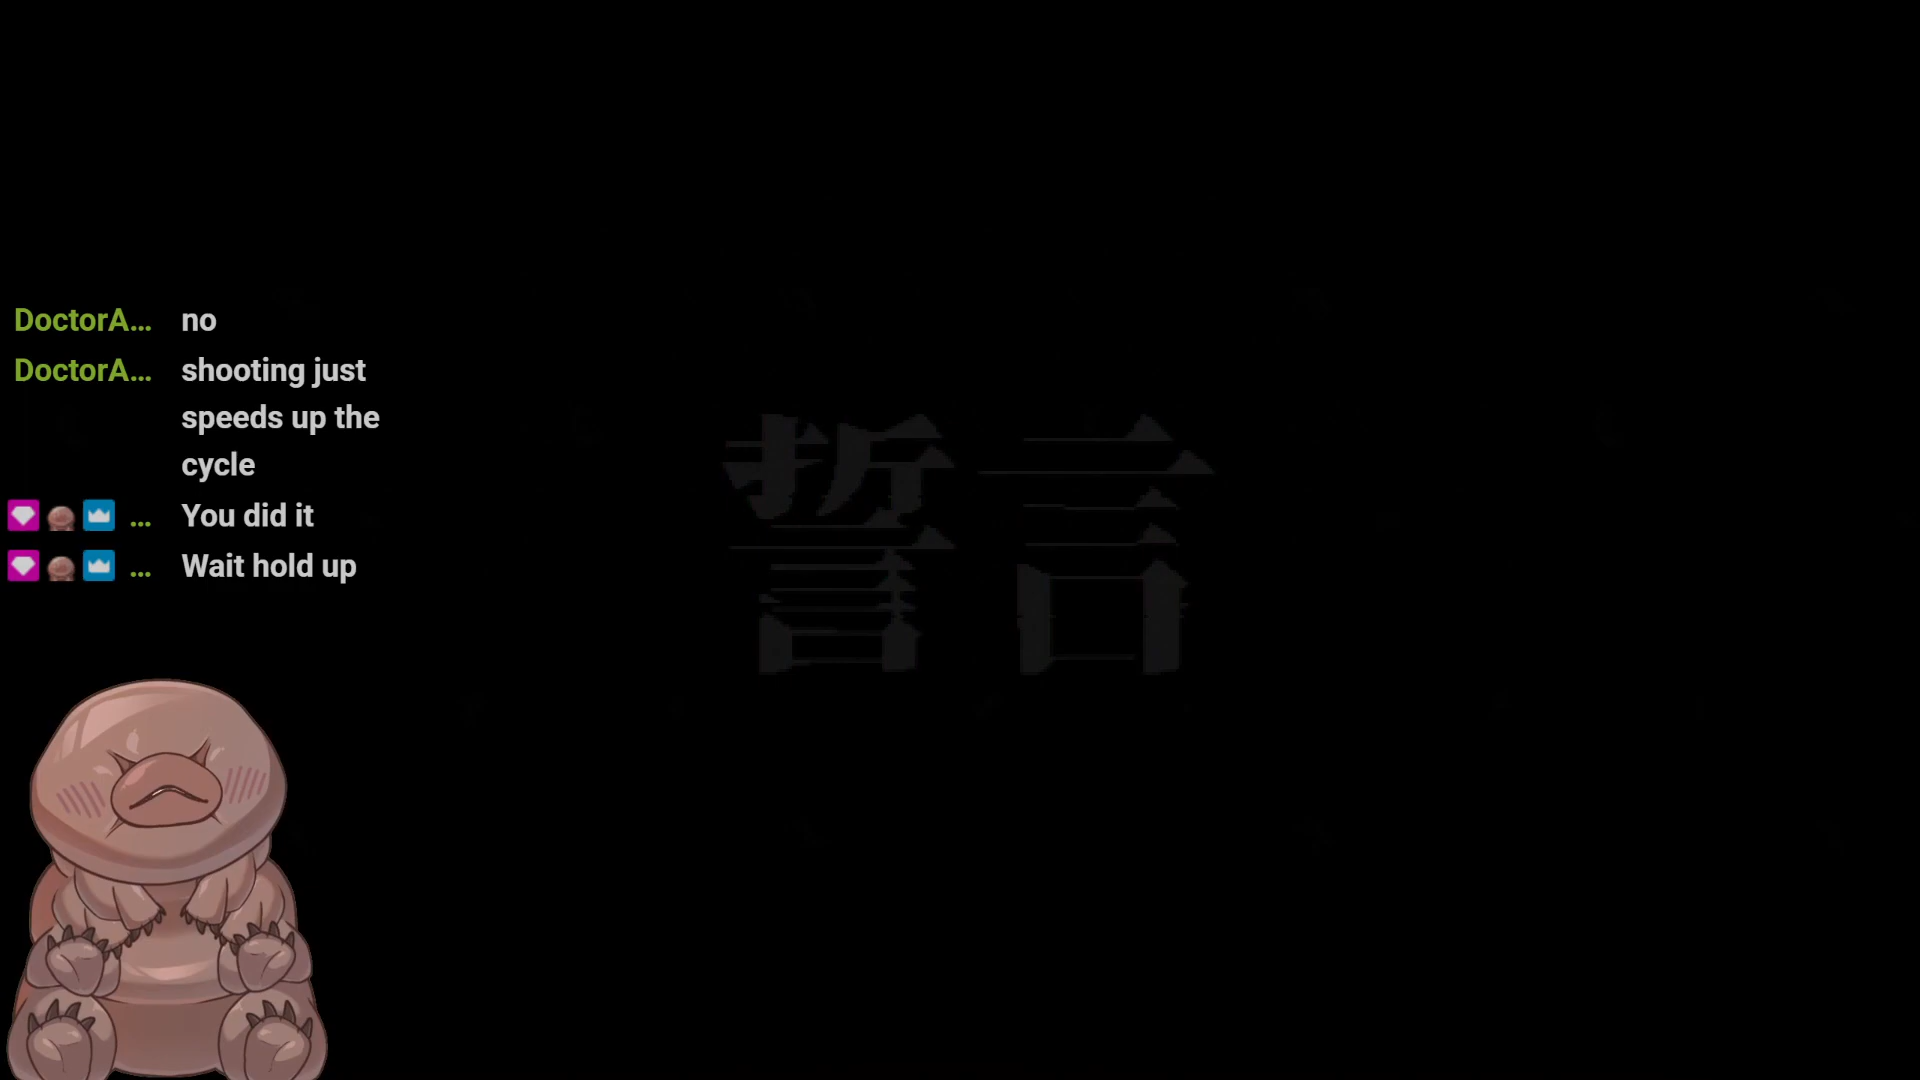 DoctorA... no
DoctorA... shooting just
speeds up the
cycle
... You did it
... Wait hold up
誓言